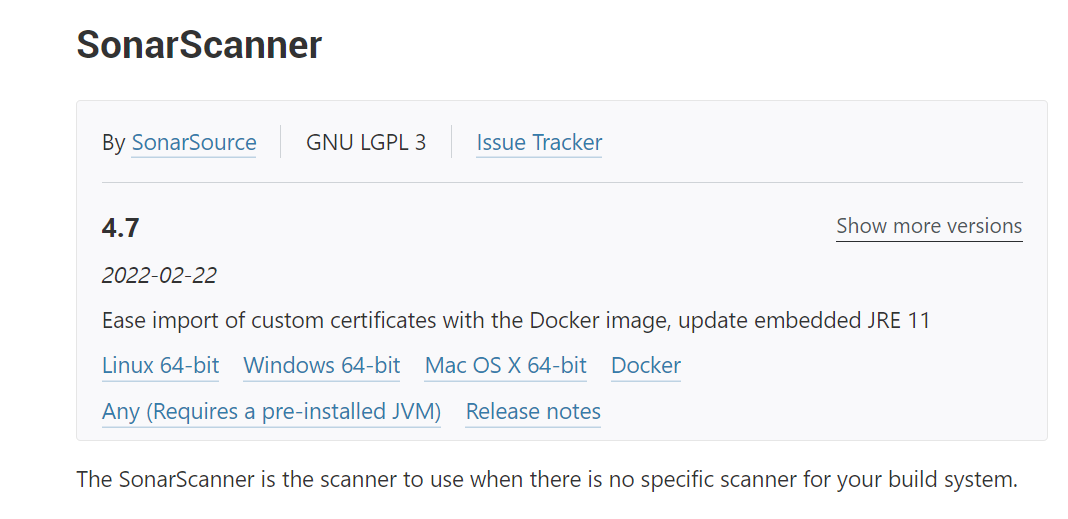 SonarScanner
By SonarSource GNU LGPL 3 Issue Tracker
4.7 Show more versions
2022-02-22
Ease import of custom certificates with the Docker image, update embedded JRE 11
Linux 64-bit Windows 64-bit Mac OS X 64-bit Docker
Any (Requires a pre-installed JVM) Release notes
The SonarScanner is the scanner to use when there is no specific scanner for your build system.